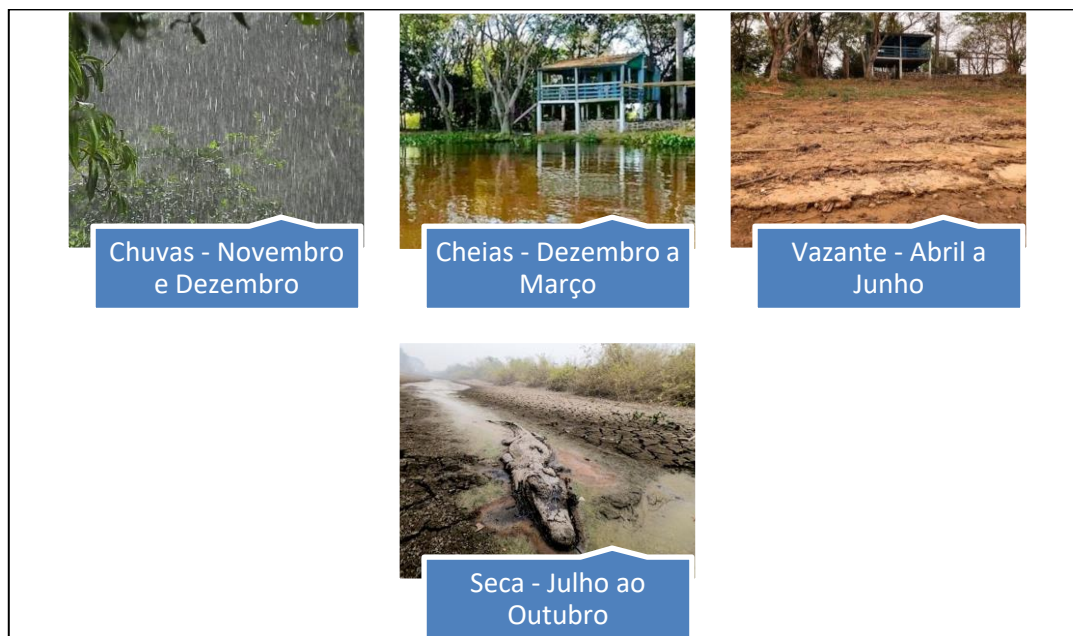 Chuvas - Novembro
e Dezembro
Cheias - Dezembro a
Março
Vazante - Abril a
Junho
Seca - Julho ao
Outubro